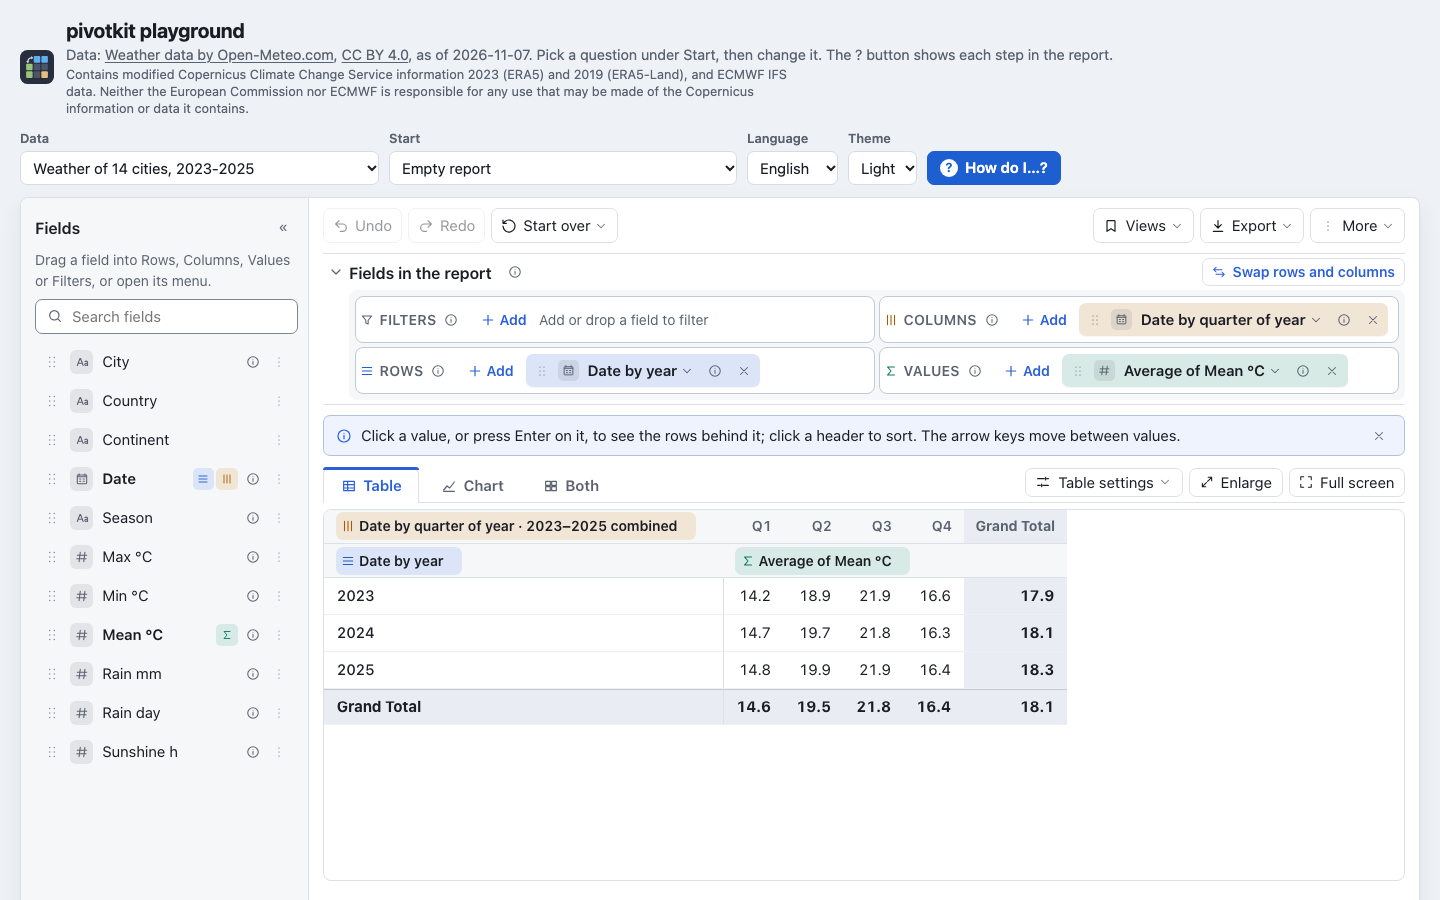 pivotkit playground
Data: Weather data by Open-Meteo.com, CC BY 4.0, as of 2026-11-07. Pick a question under Start, then change it. The ? button shows each step in the report.
Contains modified Copernicus Climate Change Service information 2023 (ERA5) and 2019 (ERA5-Land), and ECMWF IFS
data. Neither the European Commission nor ECMWF is responsible for any use that may be made of the Copernicus
information or data it contains.
Data Start Language Theme
Weather of 14 cities, 2023-2025 Empty report English Light ? How do I...?
Fields «
Drag a field into Rows, Columns, Values
or Filters, or open its menu.
Search fields
Aa City
Aa Country
Aa Continent
Date
Aa Season
# Max °C
# Min °C
# Mean °C Σ
# Rain mm
# Rain day
# Sunshine h
Undo Redo Start over Views Export More
Fields in the report Swap rows and columns
FILTERS + Add Add or drop a field to filter
COLUMNS + Add Date by quarter of year ×
ROWS + Add Date by year ×
Σ VALUES + Add # Average of Mean °C ×
Click a value, or press Enter on it, to see the rows behind it; click a header to sort. The arrow keys move between values. ×
Table Chart Both Table settings Enlarge Full screen
Date by quarter of year · 2023–2025 combined Q1 Q2 Q3 Q4 Grand Total
Date by year Σ Average of Mean °C
2023 14.2 18.9 21.9 16.6 17.9
2024 14.7 19.7 21.8 16.3 18.1
2025 14.8 19.9 21.9 16.4 18.3
Grand Total 14.6 19.5 21.8 16.4 18.1